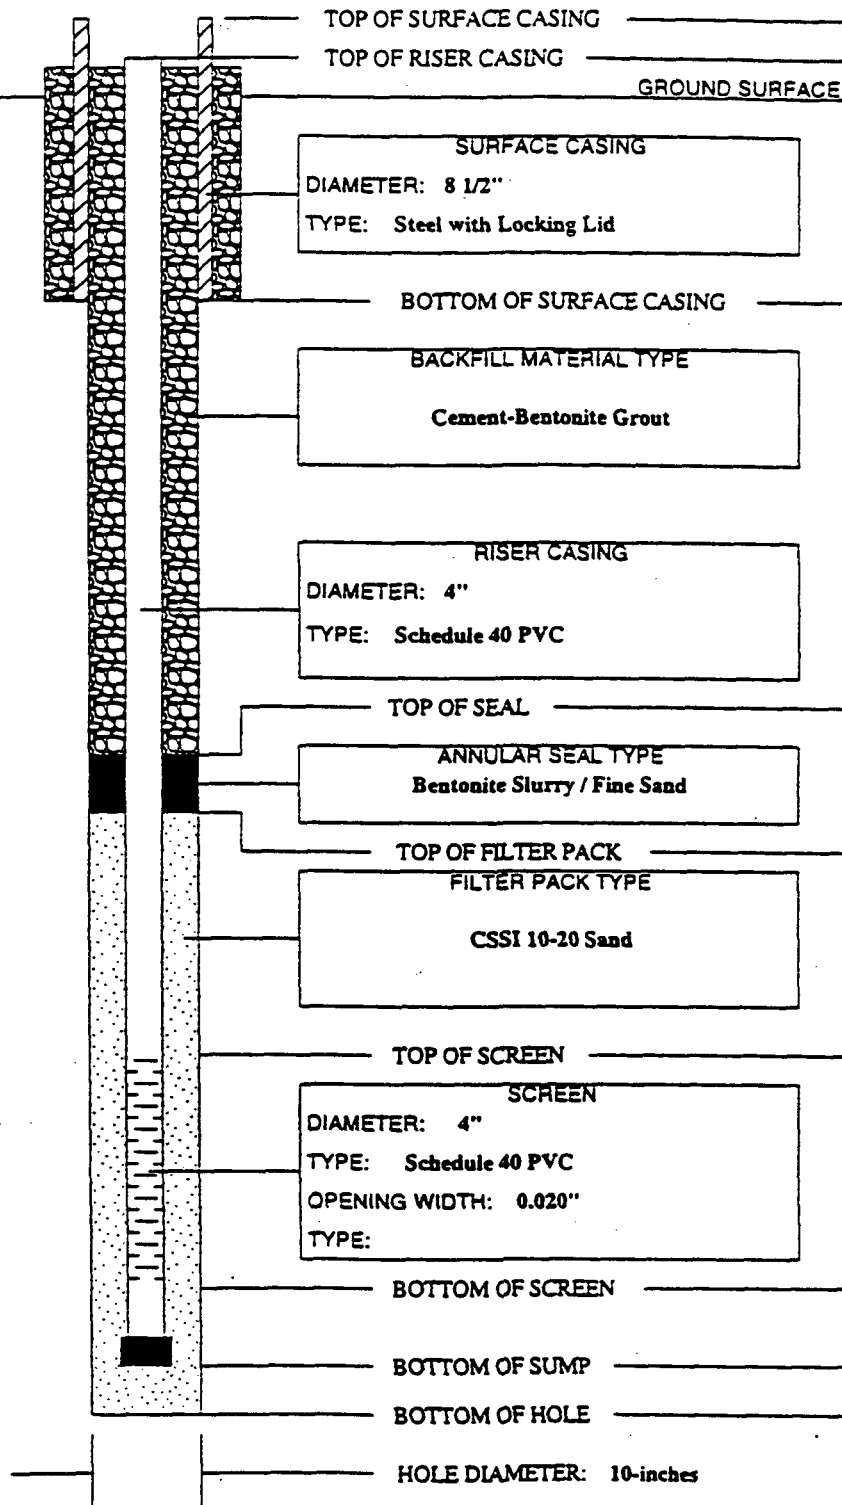 TOP OF SURFACE CASING
TOP OF RISER CASING
GROUND SURFACE
SURFACE CASING
DIAMETER: 8 1/2"
TYPE: Steel with Locking Lid
BOTTOM OF SURFACE CASING
BACKFILL MATERIAL TYPE
Cement-Bentonite Grout
RISER CASING
DIAMETER: 4"
TYPE: Schedule 40 PVC
TOP OF SEAL
ANNULAR SEAL TYPE
Bentonite Slurry / Fine Sand
TOP OF FILTER PACK
FILTER PACK TYPE
CSSI 10-20 Sand
TOP OF SCREEN
SCREEN
DIAMETER: 4"
TYPE: Schedule 40 PVC
OPENING WIDTH: 0.020"
TYPE:
BOTTOM OF SCREEN
BOTTOM OF SUMP
BOTTOM OF HOLE
HOLE DIAMETER: 10-inches